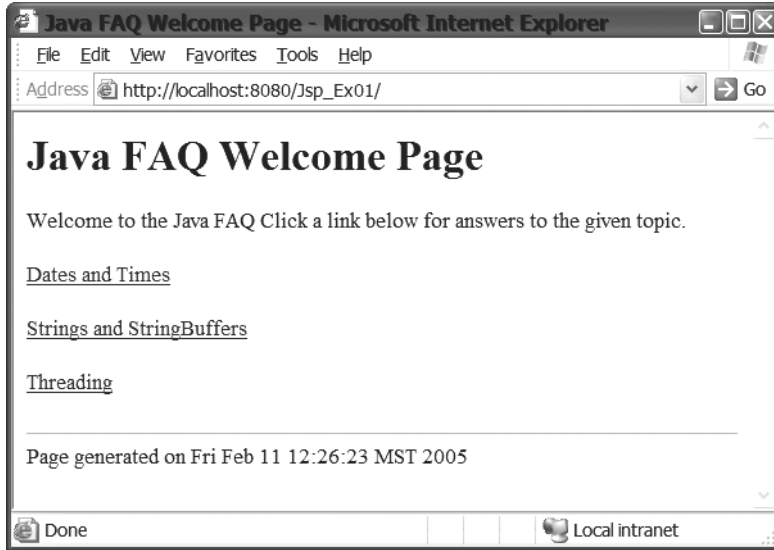 Java FAQ Welcome Page - Microsoft Internet Explorer
File Edit View Favorites Tools Help
Address http://localhost:8080/Jsp_Ex01/ Go
Java FAQ Welcome Page
Welcome to the Java FAQ Click a link below for answers to the given topic.
Dates and Times
Strings and StringBuffers
Threading
Page generated on Fri Feb 11 12:26:23 MST 2005
Done Local intranet